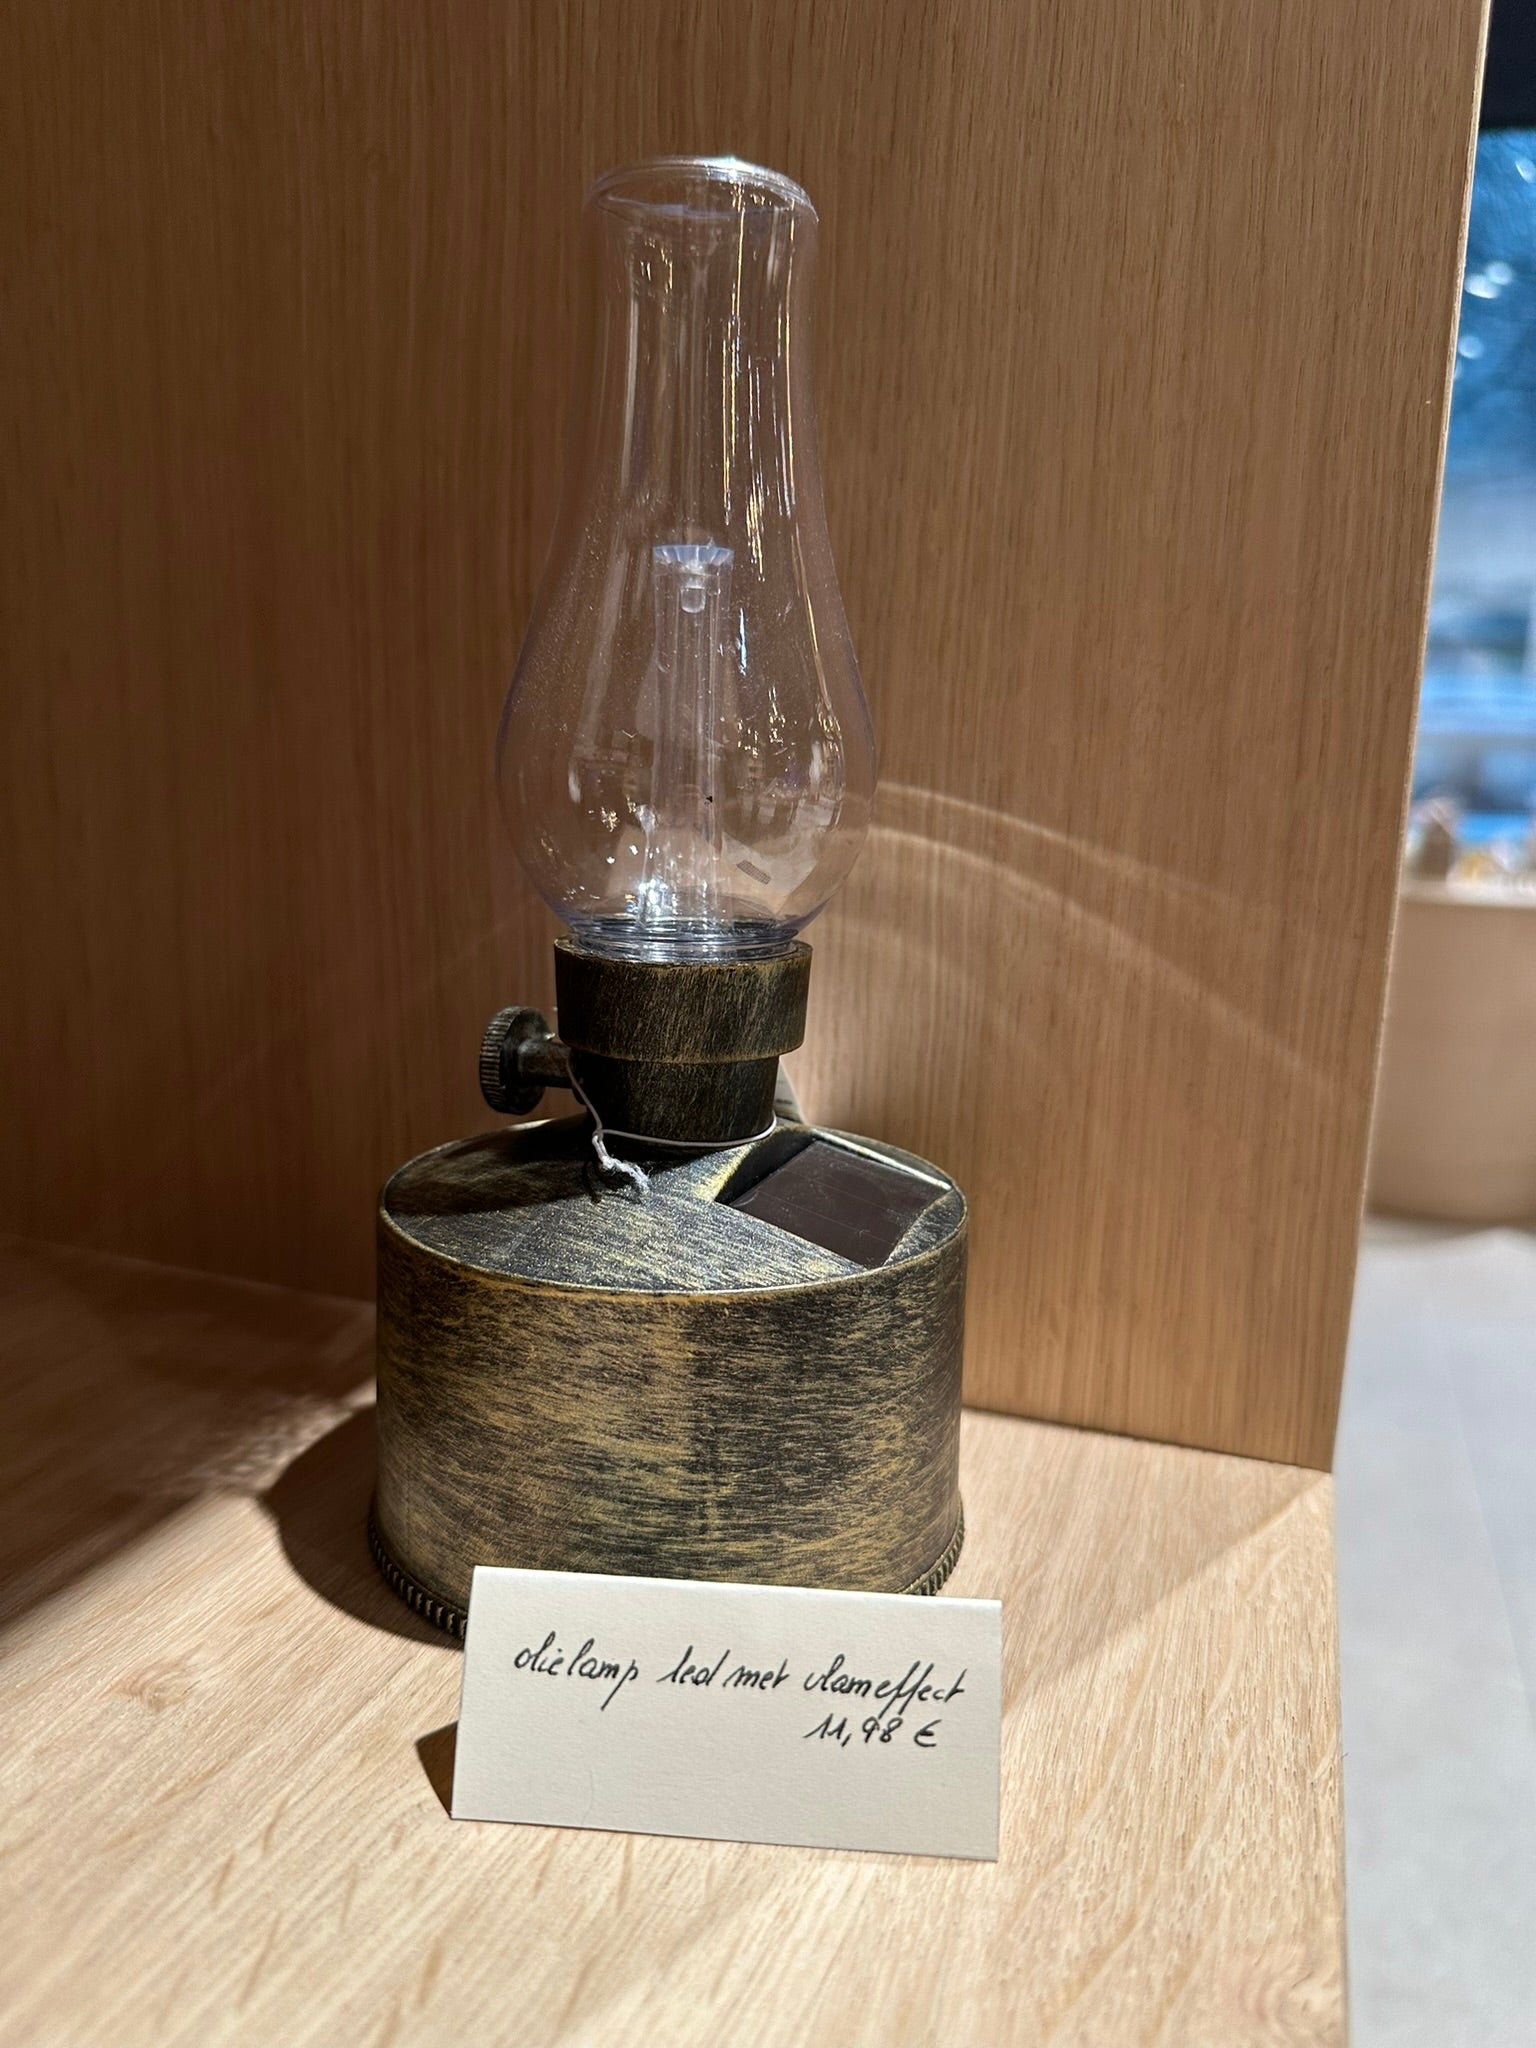 olielamp led met vlameffect
11,98 €